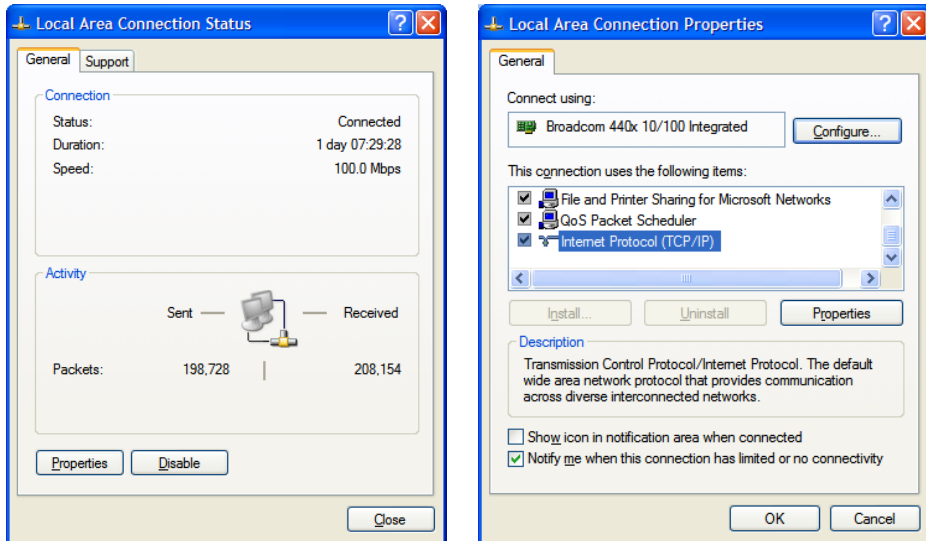 Local Area Connection Status
General Support
Connection
Status: Connected
Duration: 1 day 07:29:28
Speed: 100.0 Mbps
Activity
Sent Received
Packets: 198,728 208,154
Properties Disable
Close
Local Area Connection Properties
General
Connect using:
Broadcom 440x 10/100 Integrated
Configure...
This connection uses the following items:
File and Printer Sharing for Microsoft Networks
QoS Packet Scheduler
Internet Protocol (TCP/IP)
Install... Uninstall Properties
Description
Transmission Control Protocol/Internet Protocol. The default
wide area network protocol that provides communication
across diverse interconnected networks.
Show icon in notification area when connected
Notify me when this connection has limited or no connectivity
OK Cancel